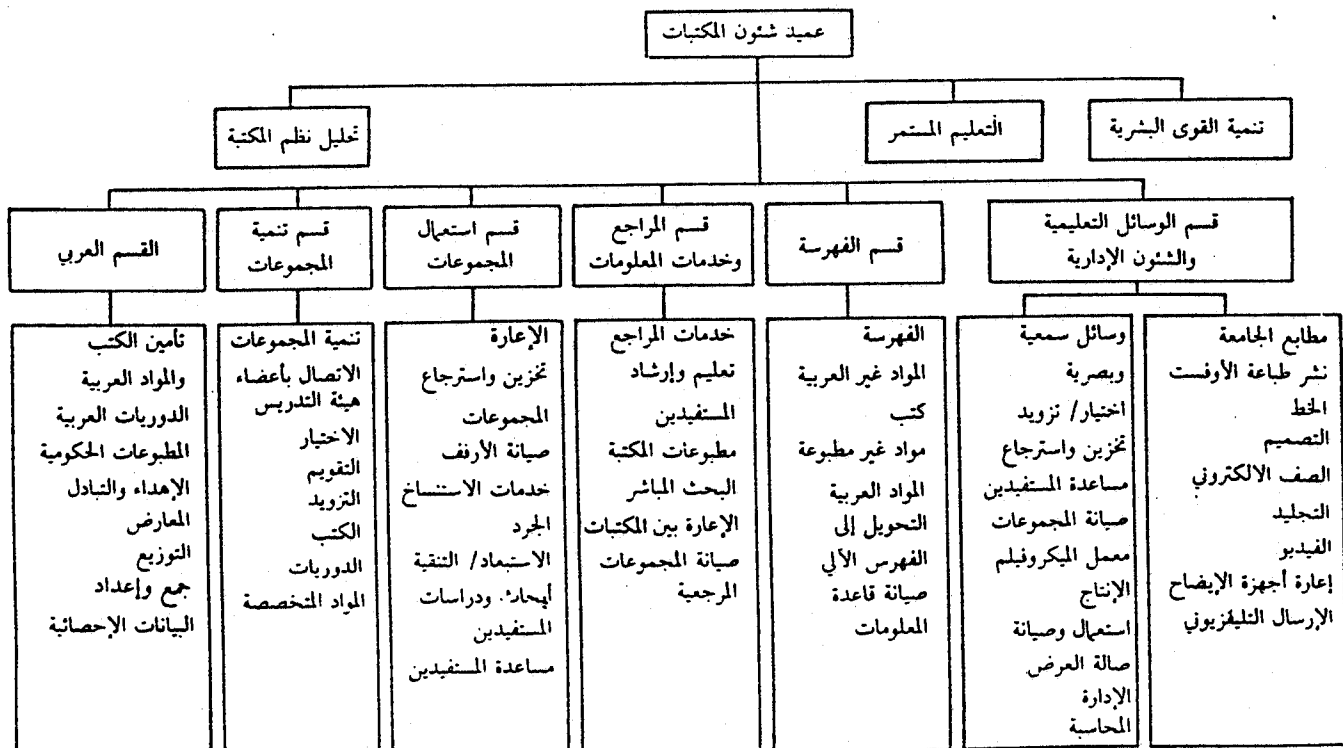 عميد شئون المكتبات
تنمية القوى البشرية
التعليم المستمر
تحليل نظم المكتبة
قسم الوسائل التعليمية
والشئون الإدارية
قسم الفهرسة
قسم المراجع
وخدمات المعلومات
قسم استعمال
المجموعات
قسم تنمية
المجموعات
القسم العربي
مطابع الجامعة
نشر طباعة الأوفست
الخط
التصميم
الصف الالكتروني
التجليد
الفيديو
إعارة أجهزة الإيضاح
الإرسال التليفزيوني
وسائل سمعية
وبصرية
اختيار/ تزويد
تخزين واسترجاع
مساعدة المستفيدين
صيانة المجموعات
معمل الميكروفيلم
الإنتاج
استعمال وصيانة
صالة العرض
الإدارة
المحاسبة
الفهرسة
المواد غير العربية
كتب
مواد غير مطبوعة
المواد العربية
التحويل إلى
الفهرس الألي
صيانة قاعدة
المعلومات
خدمات المراجع
تعليم وإرشاد
المستفيدين
مطبوعات المكتبة
البحث المباشر
الإعارة بين المكتبات
صيانة المجموعات
المرجعية
الإعارة
تخزين واسترجاع
المجموعات
صيانة الأرفف
خدمات الاستنساخ
الجرد
الاستبعاد/ التنقية
أبحاث ودراسات
المستفيدين
مساعدة المستفيدين
تنمية المجموعات
الاتصال بأعضاء
هيئة التدريس
الاختيار
التقويم
التزويد
الكتب
الدوريات
المواد المتخصصة
تأمين الكتب
والمواد العربية
الدوريات العربية
المطبوعات الحكومية
الإهداء والتبادل
المعارض
التوزيع
جمع وإعداد
البيانات الإحصائية